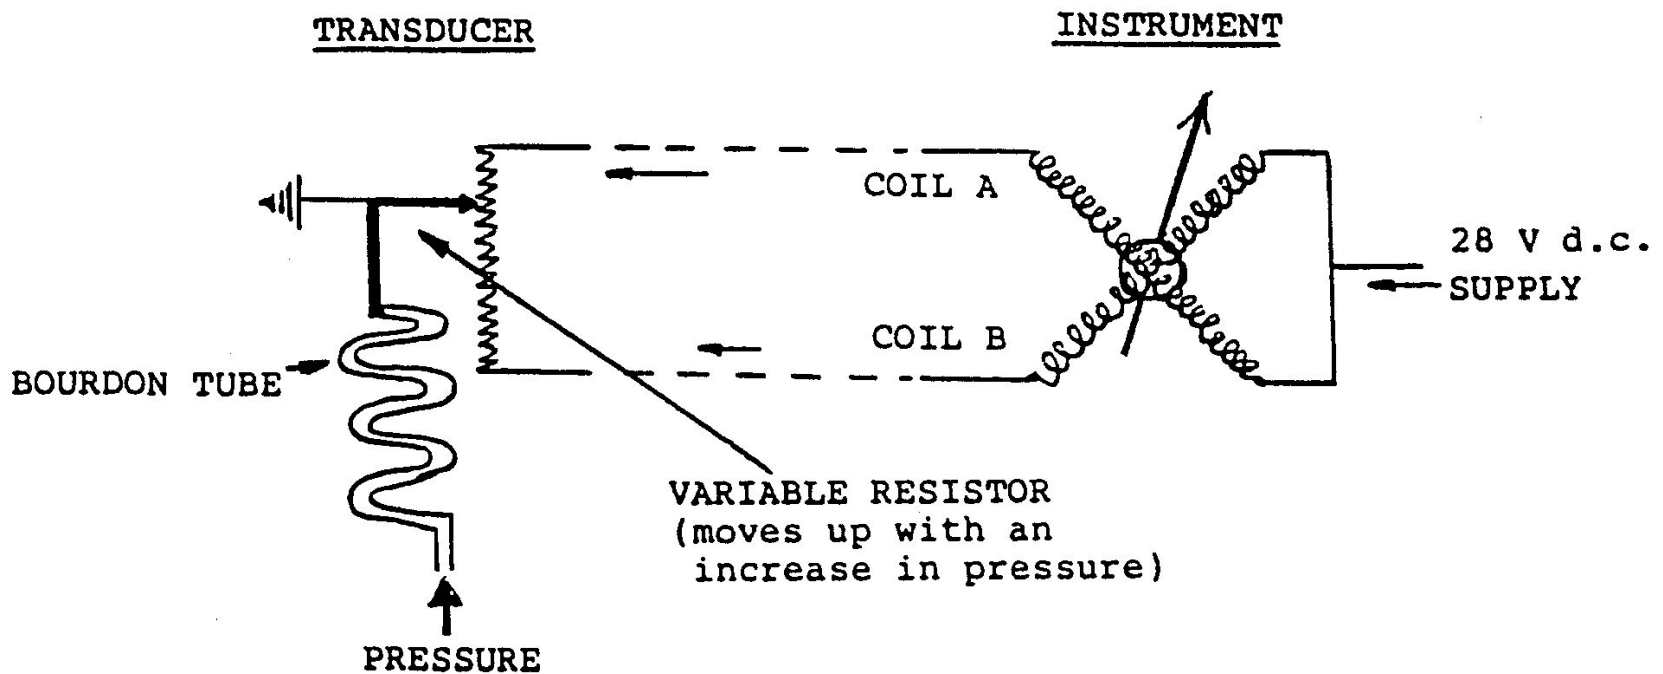 TRANSDUCER
INSTRUMENT
COIL A
28 V d.c.
SUPPLY
COIL B
BOURDON TUBE
VARIABLE RESISTOR
(moves up with an
increase in pressure)
PRESSURE